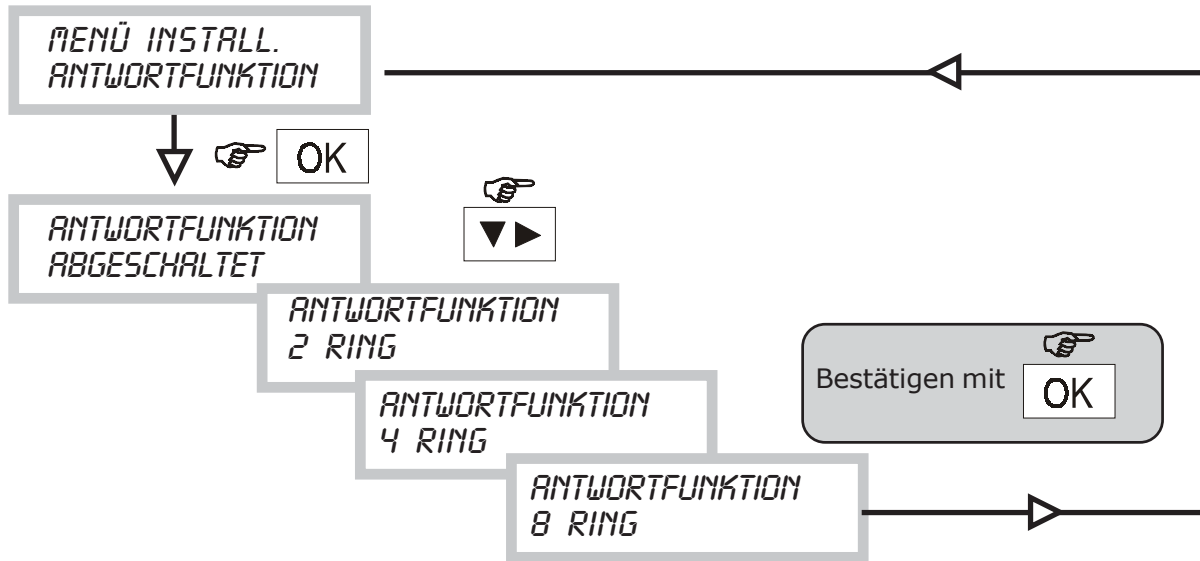 MENÜ INSTALL.
ANTWORTFUNKTION
OK
ANTWORTFUNKTION
ABGESCHALTET
ANTWORTFUNKTION
2 RING
ANTWORTFUNKTION
4 RING
Bestätigen mit
OK
ANTWORTFUNKTION
8 RING